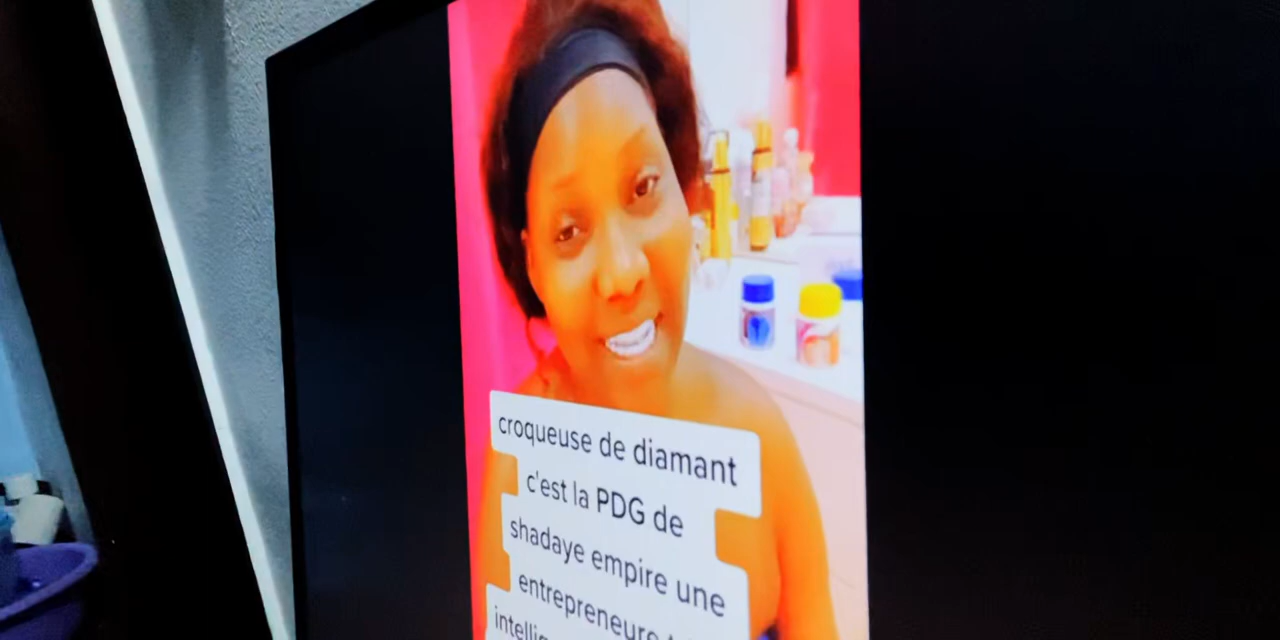 croqueuse de diamant
c'est la PDG de
shadaye empire une
entrepreneure